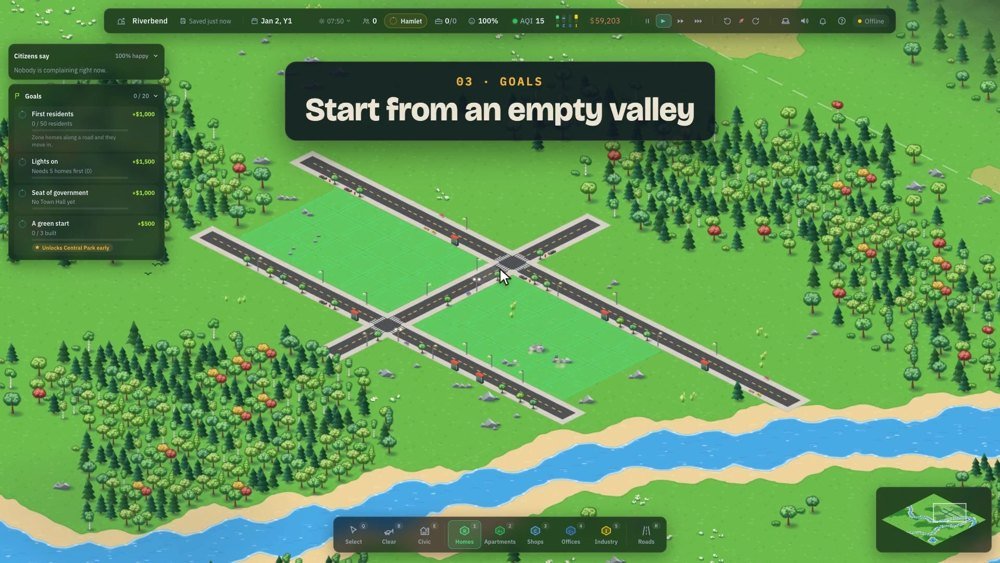 Riverbend
Saved just now
Jan 2, Y1
07:50
0
Hamlet
0/0
100%
AQI 15
$59,203
Offline
Citizens say
100% happy
Nobody is complaining right now.
Goals
0 / 20
First residents
+$1,000
0 / 50 residents
Zone homes along a road and they
move in.
Lights on
+$1,500
Needs 5 homes first (0)
Seat of government
+$1,000
No Town Hall yet
A green start
+$500
0 / 3 built
Unlocks Central Park early
03 · GOALS
Start from an empty valley
Select
Clear
Civic
Homes
Apartments
Shops
Offices
Industry
Roads